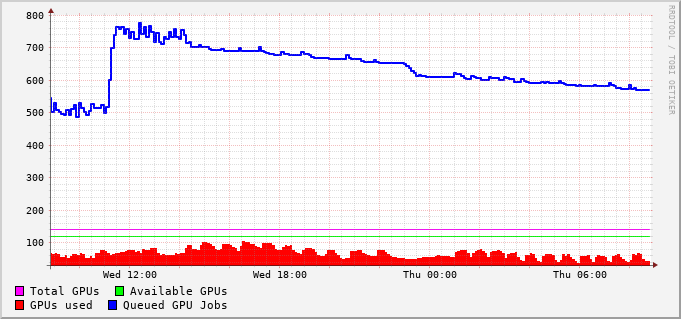 800
700
600
500
400
300
200
100
Wed 12:00 Wed 18:00 Thu 00:00 Thu 06:00
Total GPUs Available GPUs
GPUs used Queued GPU Jobs
RRDTOOL / TOBI OETIKER